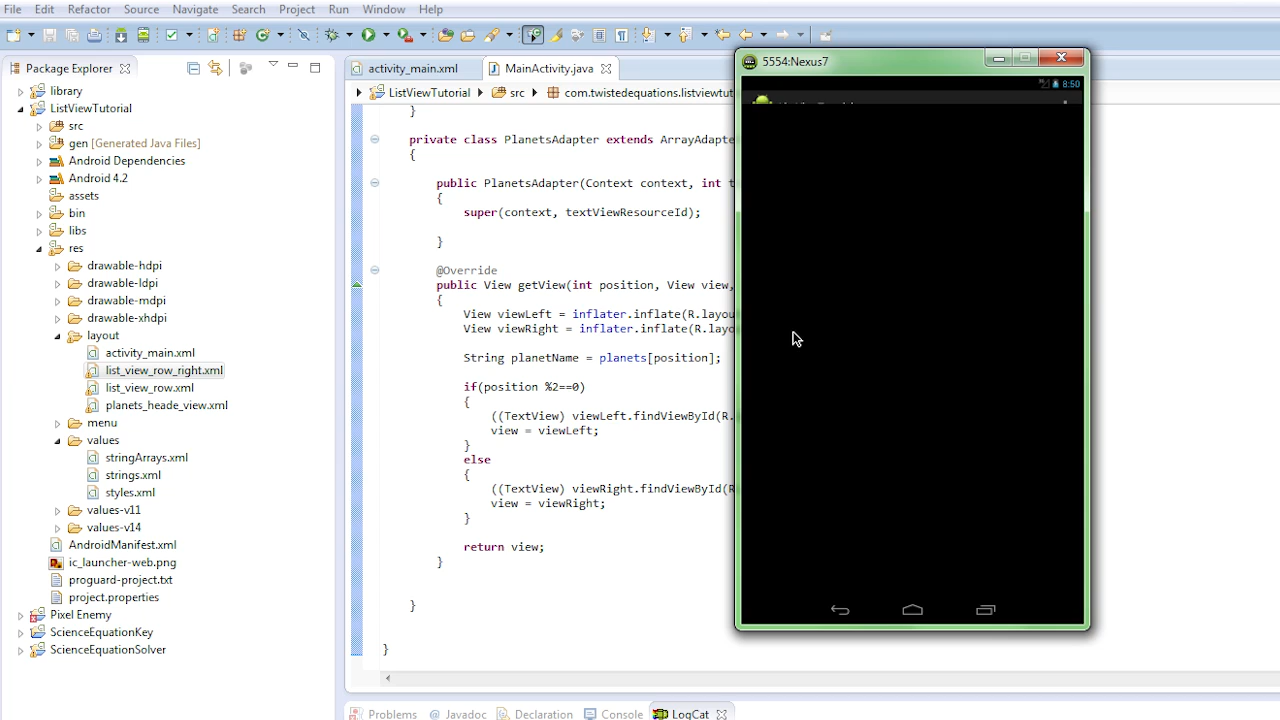 File Edit Refactor Source Navigate Search Project Run Window Help
Package Explorer
library
ListViewTutorial
src
gen [Generated Java Files]
Android Dependencies
Android 4.2
assets
bin
libs
res
drawable-hdpi
drawable-ldpi
drawable-mdpi
drawable-xhdpi
layout
activity_main.xml
list_view_row_right.xml
list_view_row.xml
planets_heade_view.xml
menu
values
stringArrays.xml
strings.xml
styles.xml
values-v11
values-v14
AndroidManifest.xml
ic_launcher-web.png
proguard-project.txt
project.properties
Pixel Enemy
ScienceEquationKey
ScienceEquationSolver
activity_main.xml MainActivity.java
ListViewTutorial src com.twistedequations.listviewtut
}
private class PlanetsAdapter extends ArrayAdapte
{
public PlanetsAdapter(Context context, int t
{
super(context, textViewResourceId);
}
@Override
public View getView(int position, View view,
{
View viewLeft = inflater.inflate(R.layou
View viewRight = inflater.inflate(R.layo
String planetName = planets[position];
if(position %2==0)
{
((TextView) viewLeft.findViewById(R.
view = viewLeft;
}
else
{
((TextView) viewRight.findViewById(R
view = viewRight;
}
return view;
}
}
}
5554:Nexus7
8:50
Problems @ Javadoc Declaration Console LogCat